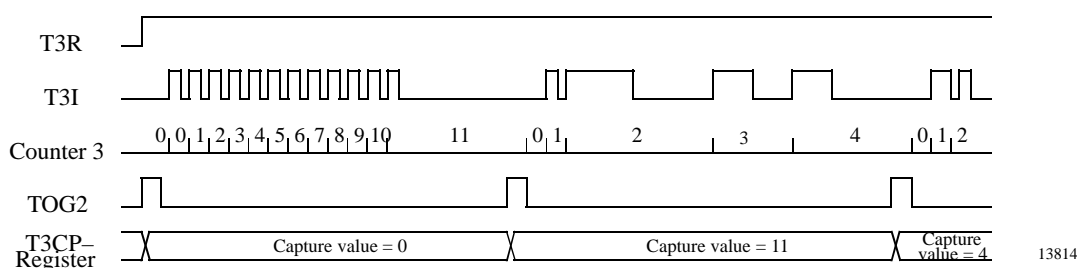 T3R
T3I
Counter 3 0 0 1 2 3 4 5 6 7 8 9 10 11 0 1 2 3 4 0 1 2
TOG2
T3CP–
Register
Capture value = 0
Capture value = 11
Capture
value = 4
13814